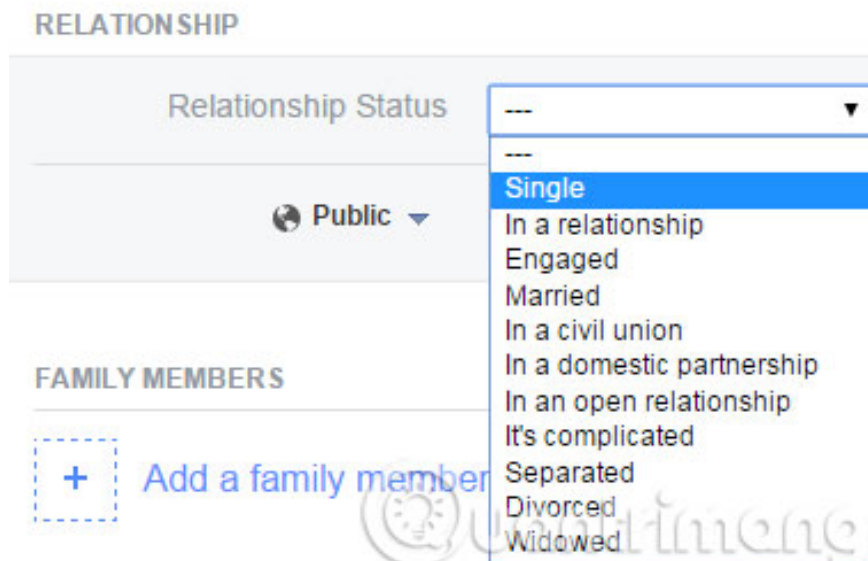 RELATIONSHIP
Relationship Status
---
---
Single
Public
In a relationship
Engaged
Married
In a civil union
In a domestic partnership
In an open relationship
It's complicated
Separated
Divorced
Widowed
FAMILY MEMBERS
+ Add a family member
Quantrimang